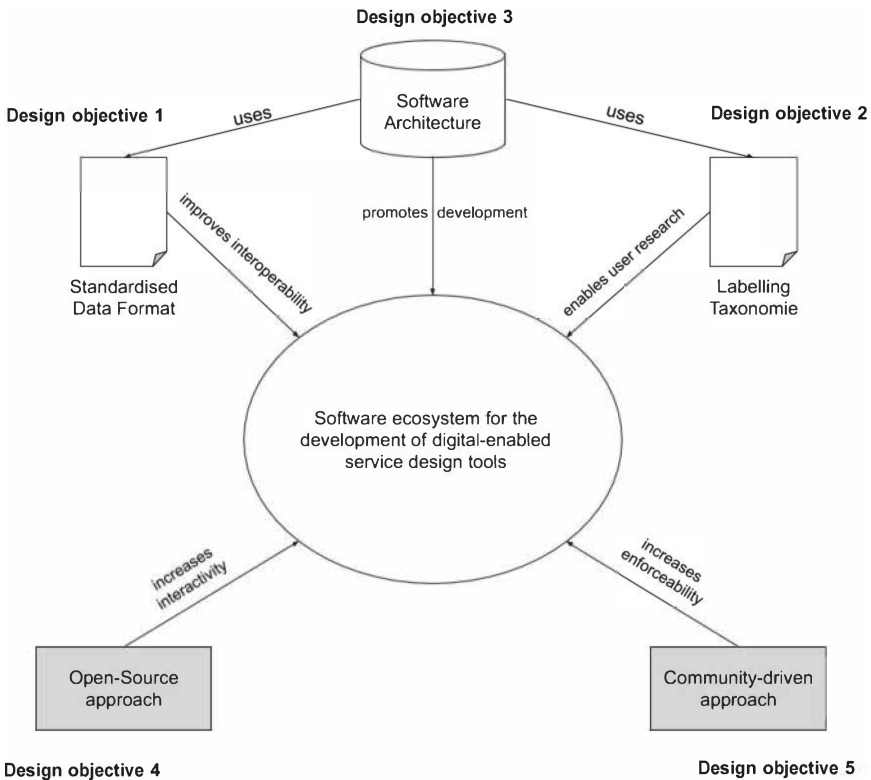 Design objective 3
Software
Architecture
Design objective 1
uses
uses
Design objective 2
improves interoperability
promotes development
enables user research
Standardised
Data Format
Labelling
Taxonomie
Software ecosystem for the
development of digital-enabled
service design tools
increases
interactivity
increases
enforceability
Open-Source
approach
Community-driven
approach
Design objective 4
Design objective 5